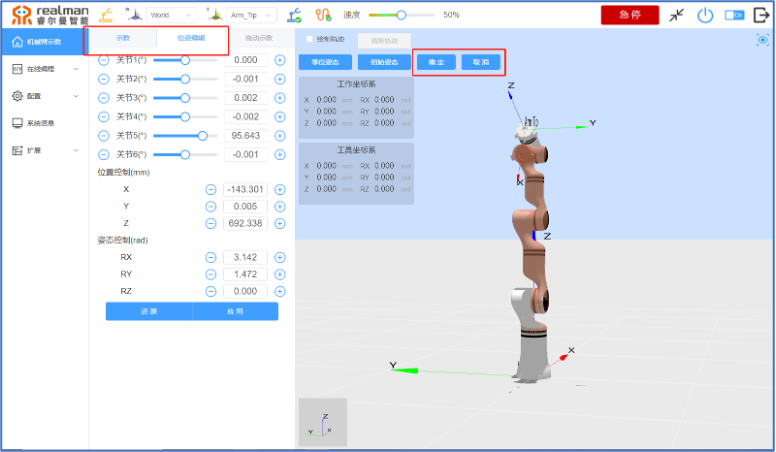 realman
睿尔曼智能
W World Arm_Tip 速度 50% 急停 CN
机械臂示教
在线编程
配置
系统信息
扩展
示教 位姿编辑 拖动示教
关节1(°) 0.000
关节2(°) -0.001
关节3(°) 0.002
关节4(°) -0.002
关节5(°) 95.643
关节6(°) -0.001
位置控制(mm)
X -143.301
Y 0.005
Z 692.338
姿态控制(rad)
RX 3.142
RY 1.472
RZ 0.000
还原 应用
绘制轨迹 清除轨迹
零位姿态 初始姿态 确定 取消
工作坐标系
X 0.000 mm RX 0.000 rad
Y 0.000 mm RY 0.000 rad
Z 0.000 mm RZ 0.000 rad
工具坐标系
X 0.000 mm RX 0.000 rad
Y 0.000 mm RY 0.000 rad
Z 0.000 mm RZ 0.000 rad
Z
Y
X
Z
X
Y
Z
Y
X